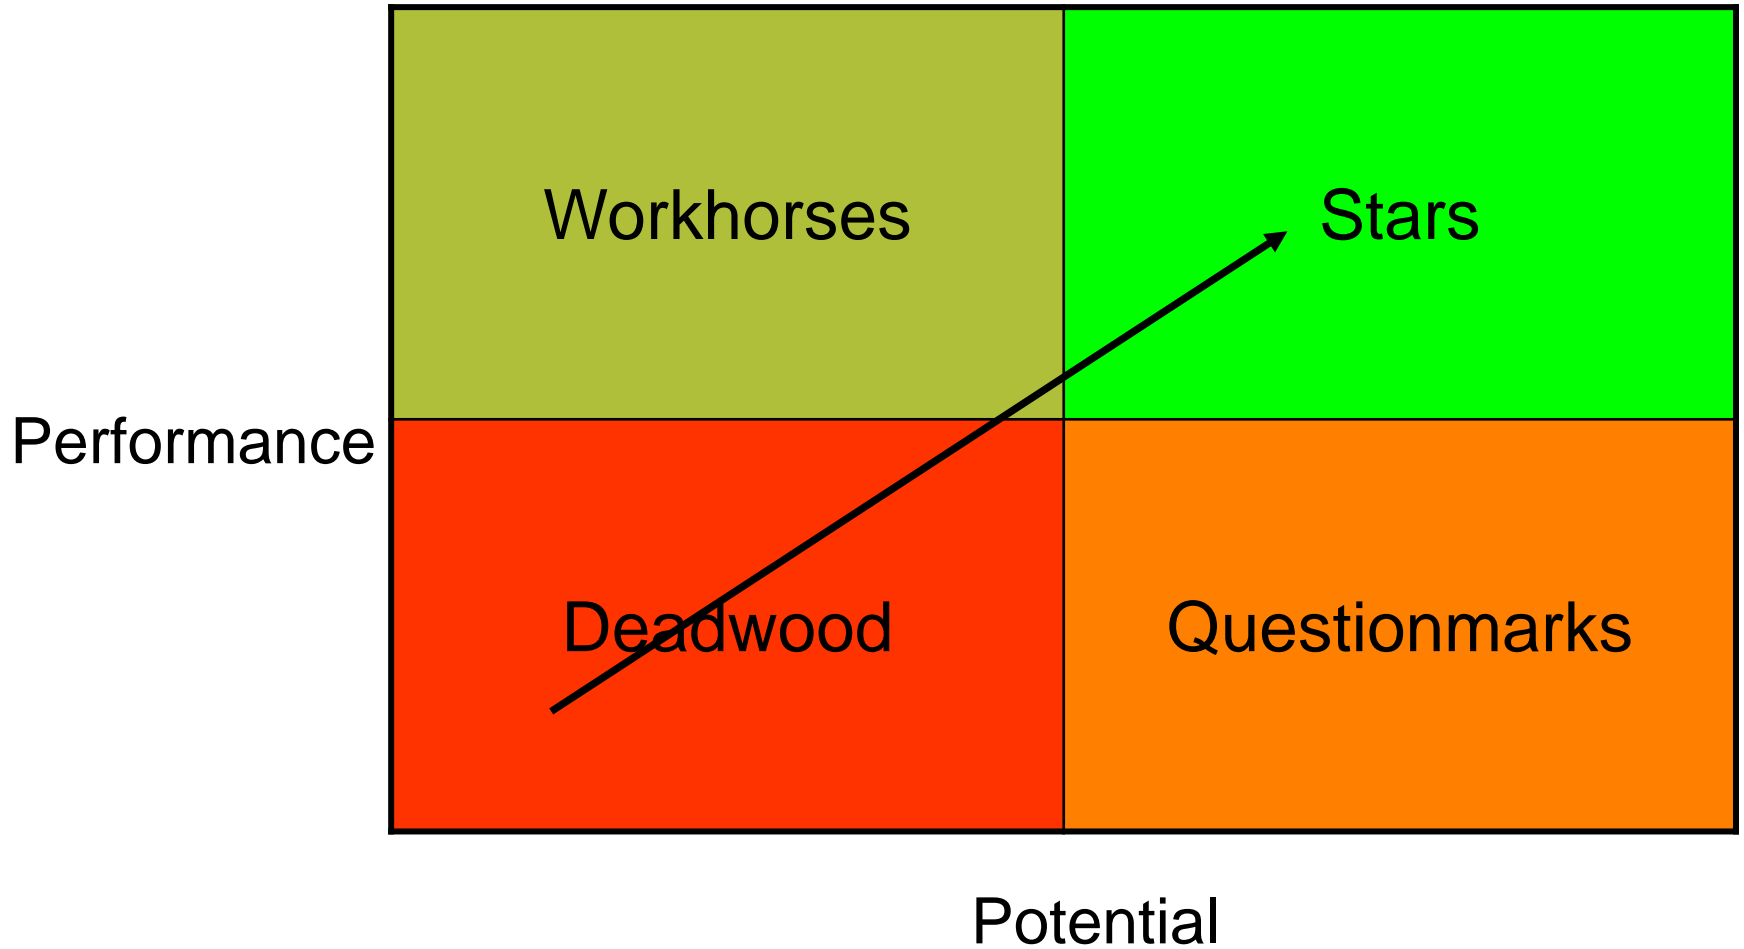 Workhorses
Stars
Performance
Deadwood
Questionmarks
Potential